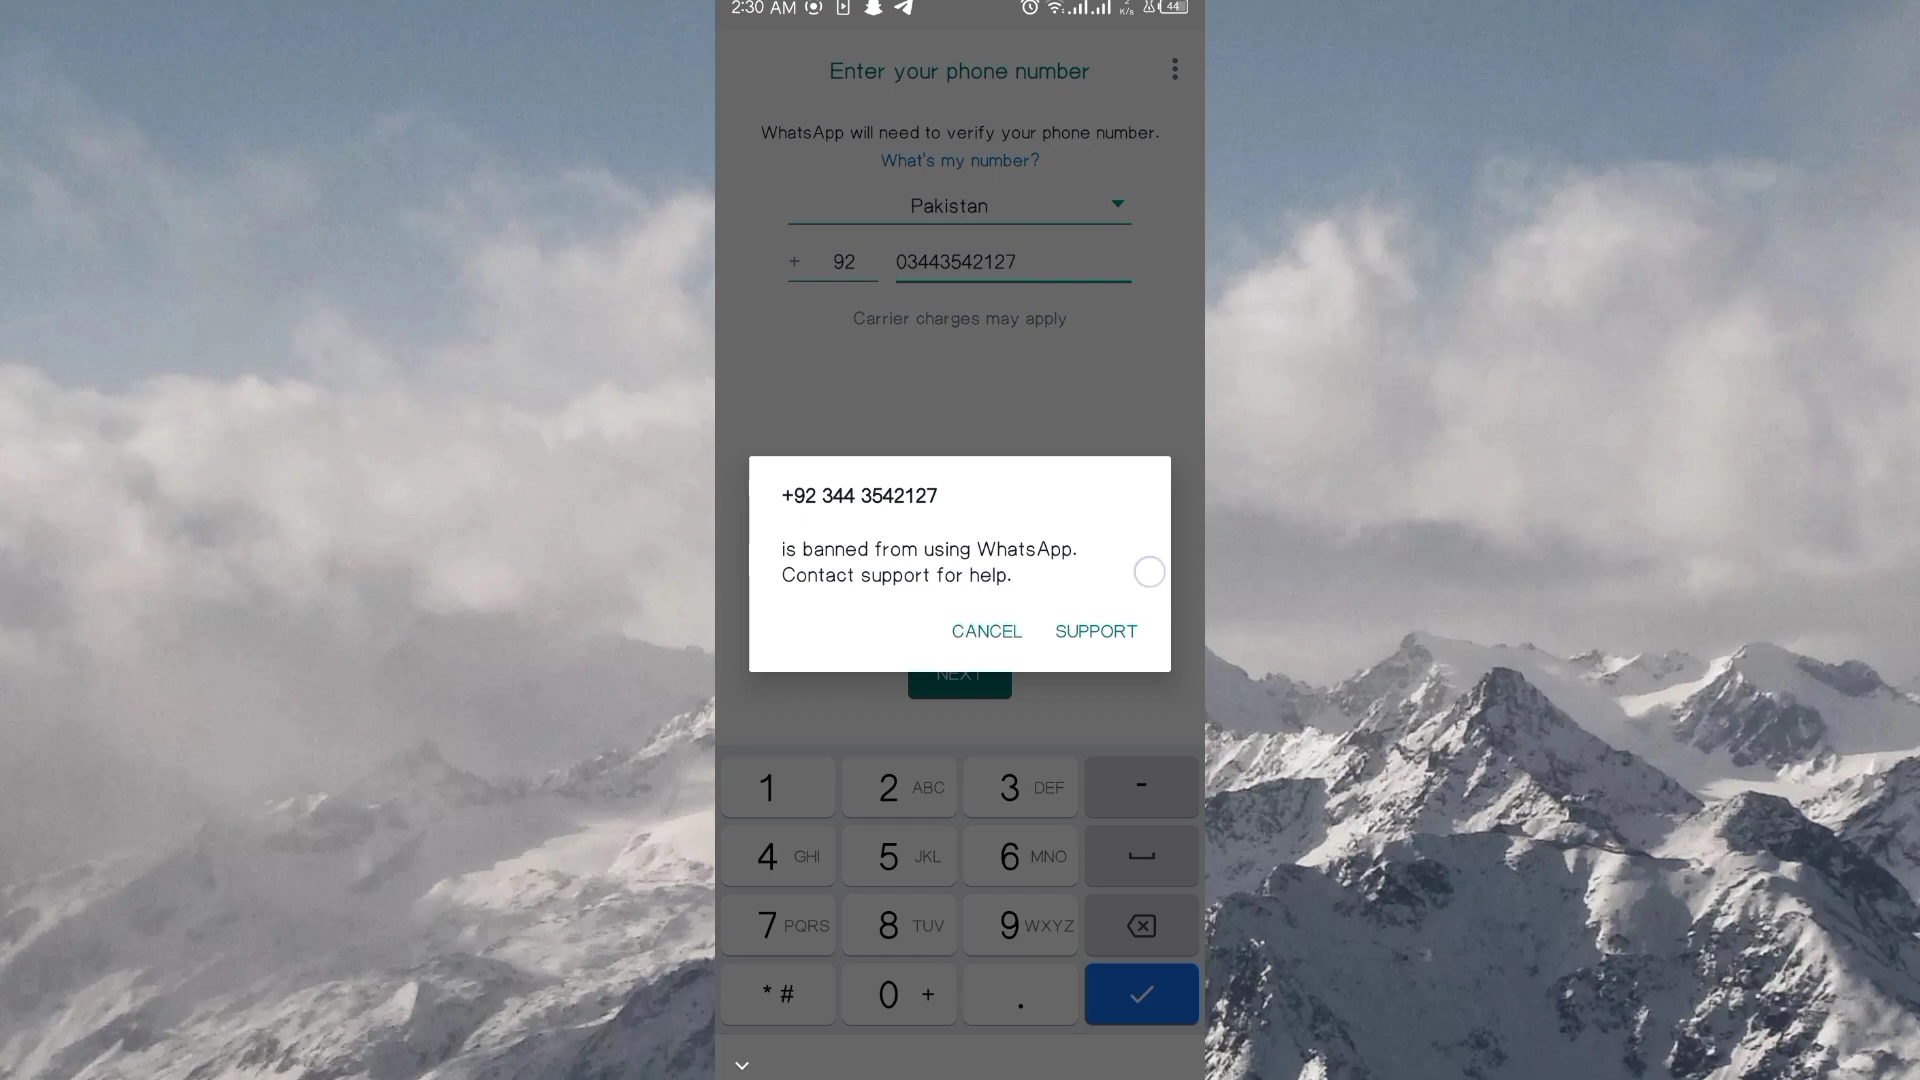 2:30 AM
2 K/s
44
Enter your phone number
WhatsApp will need to verify your phone number.
What's my number?
Pakistan
+ 92 03443542127
Carrier charges may apply
+92 344 3542127
is banned from using WhatsApp.
Contact support for help.
CANCEL SUPPORT
NEXT
1 2 ABC 3 DEF -
4 GHI 5 JKL 6 MNO
7 PQRS 8 TUV 9 WXYZ
* # 0 + .